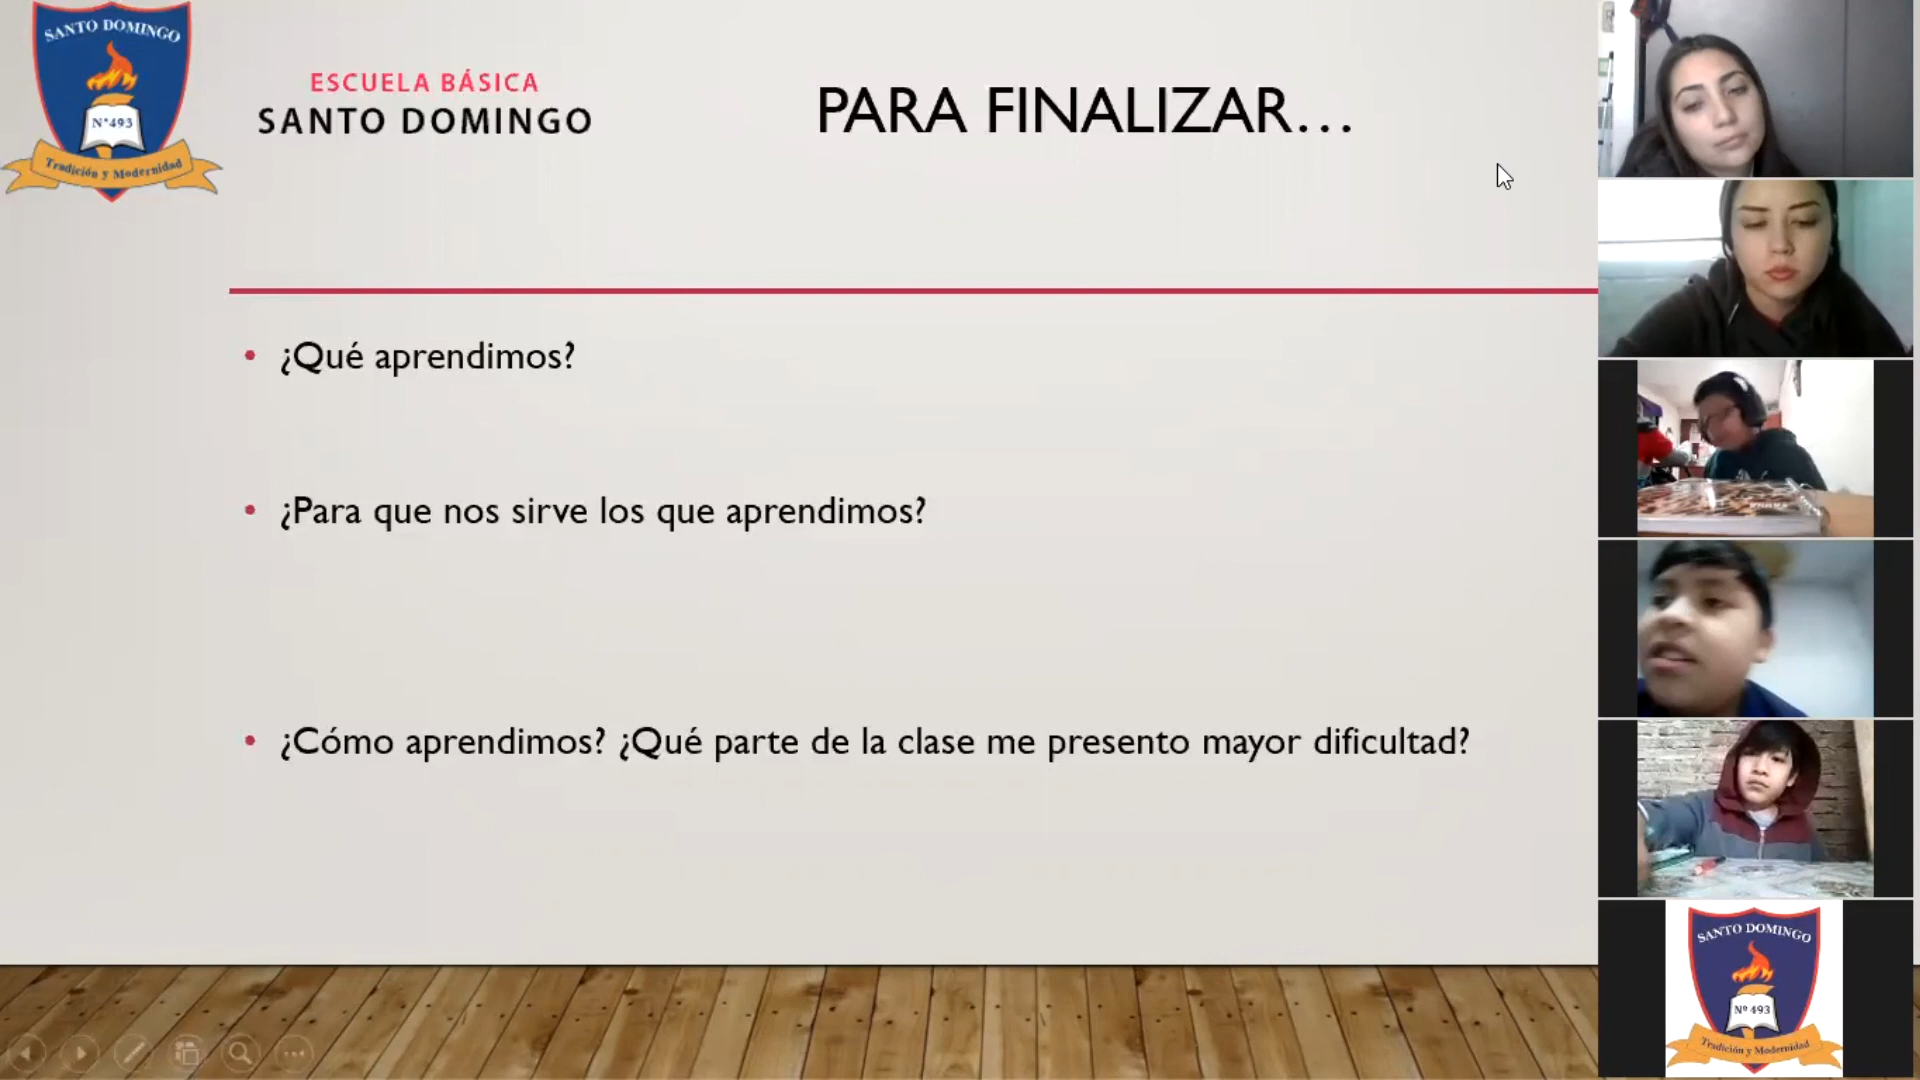 SANTO DOMINGO
N°493
Tradición y Modernidad
ESCUELA BÁSICA
SANTO DOMINGO
PARA FINALIZAR...
• ¿Qué aprendimos?
• ¿Para que nos sirve los que aprendimos?
• ¿Cómo aprendimos? ¿Qué parte de la clase me presento mayor dificultad?
SANTO DOMINGO
Nº 493
Tradición y Modernidad